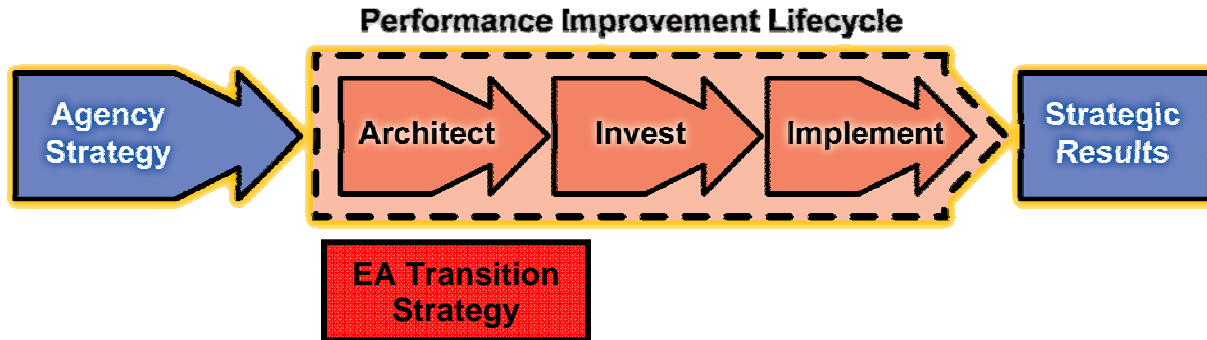 Performance Improvement Lifecycle
Agency
Strategy
Architect
Invest
Implement
Strategic
Results
EA Transition
Strategy